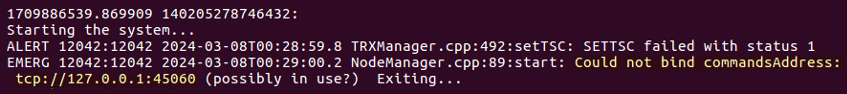 1709886539.869909 140205278746432:
Starting the system...
ALERT 12042:12042 2024-03-08T00:28:59.8 TRXManager.cpp:492:setTSC: SETTSC failed with status 1
EMERG 12042:12042 2024-03-08T00:29:00.2 NodeManager.cpp:89:start: Could not bind commandsAddress:
tcp://127.0.0.1:45060 (possibly in use?)  Exiting...